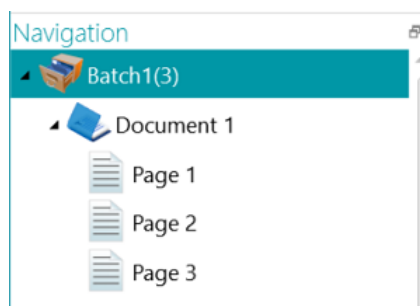 Navigation
Batch1(3)
Document 1
Page 1
Page 2
Page 3